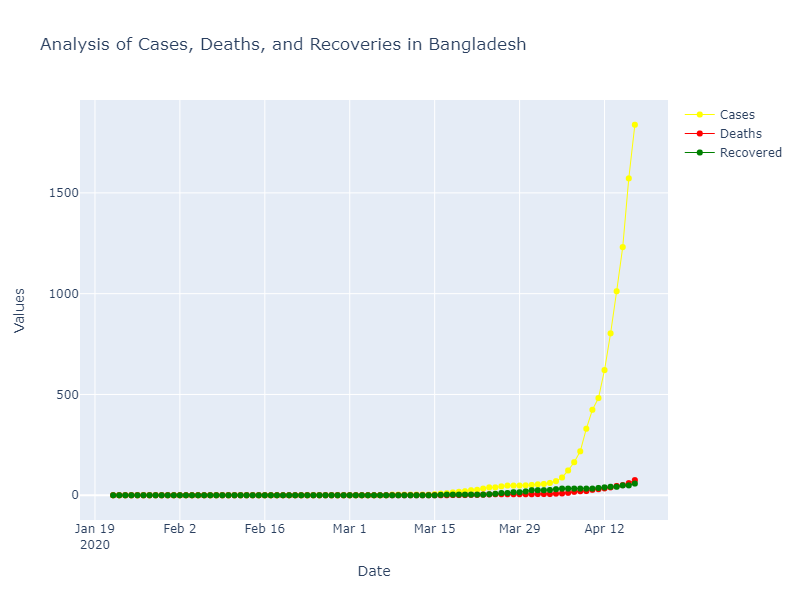 Analysis of Cases, Deaths, and Recoveries in Bangladesh
Cases
Deaths
Recovered
Values
1500
1000
500
0
Jan 19 Feb 2 Feb 16 Mar 1 Mar 15 Mar 29 Apr 12
2020
Date